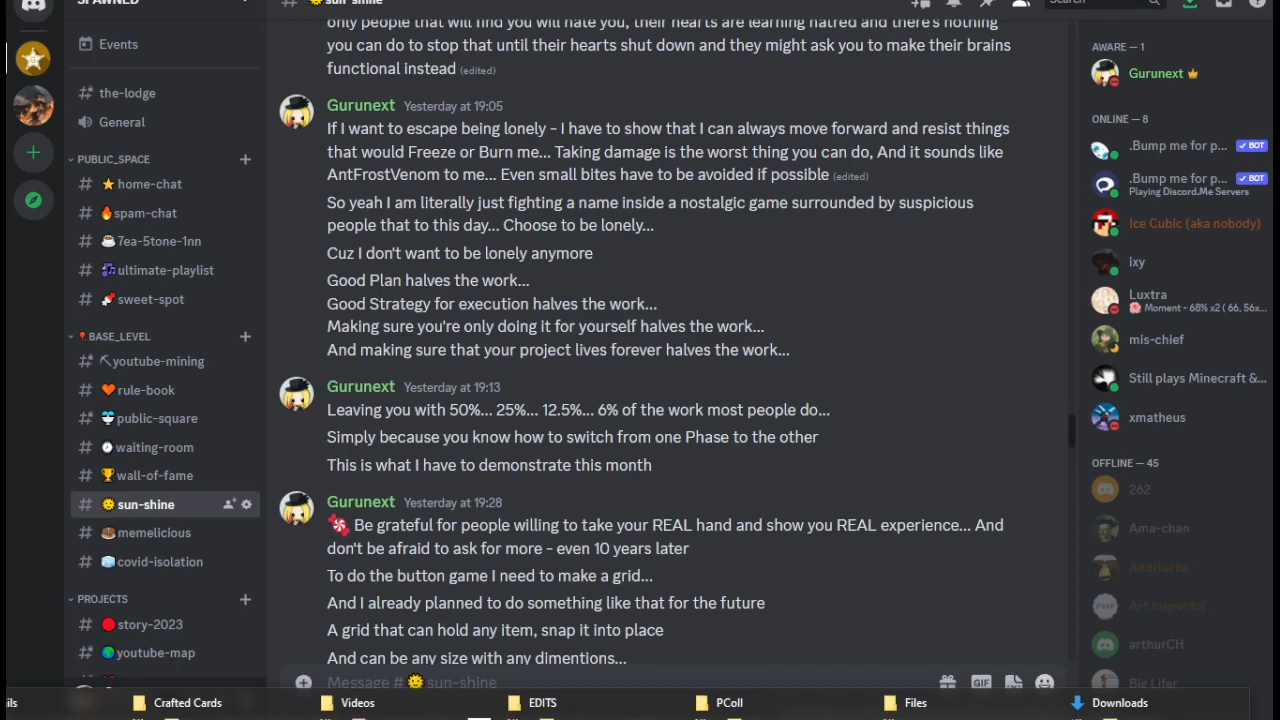 SPAWNED
Events
the-lodge
General
PUBLIC_SPACE
home-chat
spam-chat
7ea-5tone-1nn
ultimate-playlist
sweet-spot
BASE_LEVEL
youtube-mining
rule-book
public-square
waiting-room
wall-of-fame
sun-shine
memelicious
covid-isolation
PROJECTS
story-2023
youtube-map
sun-shine
Search
only people that will find you will hate you, their hearts are learning hatred and there's nothing
you can do to stop that until their hearts shut down and they might ask you to make their brains
functional instead (edited)
Gurunext Yesterday at 19:05
If I want to escape being lonely - I have to show that I can always move forward and resist things
that would Freeze or Burn me... Taking damage is the worst thing you can do, And it sounds like
AntFrostVenom to me... Even small bites have to be avoided if possible (edited)
So yeah I am literally just fighting a name inside a nostalgic game surrounded by suspicious
people that to this day... Choose to be lonely...
Cuz I don't want to be lonely anymore
Good Plan halves the work...
Good Strategy for execution halves the work...
Making sure you're only doing it for yourself halves the work...
And making sure that your project lives forever halves the work...
Gurunext Yesterday at 19:13
Leaving you with 50%... 25%... 12.5%... 6% of the work most people do...
Simply because you know how to switch from one Phase to the other
This is what I have to demonstrate this month
Gurunext Yesterday at 19:28
Be grateful for people willing to take your REAL hand and show you REAL experience... And
don't be afraid to ask for more - even 10 years later
To do the button game I need to make a grid...
And I already planned to do something like that for the future
A grid that can hold any item, snap it into place
And can be any size with any dimentions...
Message # sun-shine
GIF
AWARE — 1
Gurunext
ONLINE — 8
.Bump me for p... BOT
.Bump me for p... BOT
Playing Discord.Me Servers
Ice Cubic (aka nobody)
ixy
Luxtra
Moment - 68% x2 ( 66, 56x...
mis-chief
Still plays Minecraft &...
xmatheus
OFFLINE — 45
262
Ama-chan
Andriuchs
Art Inspector
arthurCH
Big Lifer
ils
Crafted Cards
Videos
EDITS
PColl
Files
Downloads